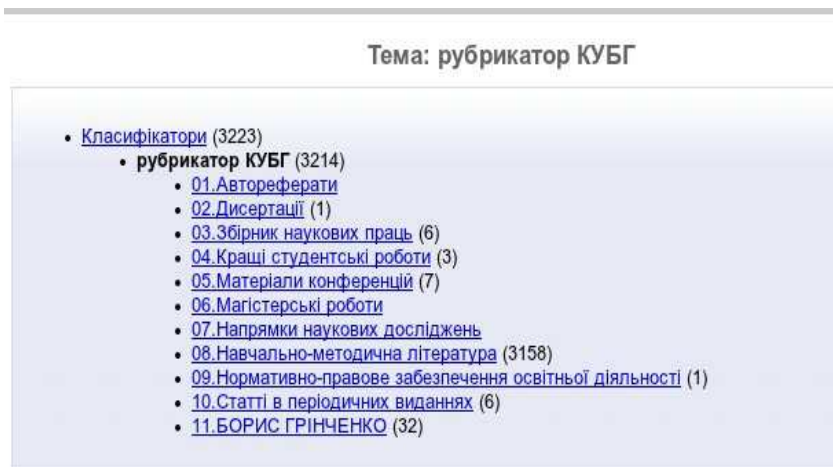 Тема: рубрикатор КУБГ
Класифікатори (3223)
рубрикатор КУБГ (3214)
01.Автореферати
02.Дисертації (1)
03.Збірник наукових праць (6)
04.Кращі студентські роботи (3)
05.Матеріали конференцій (7)
06.Магістерські роботи
07.Напрямки наукових досліджень
08.Навчально-методична література (3158)
09.Нормативно-правове забезпечення освітньої діяльності (1)
10.Статті в періодичних виданнях (6)
11.БОРИС ГРІНЧЕНКО (32)